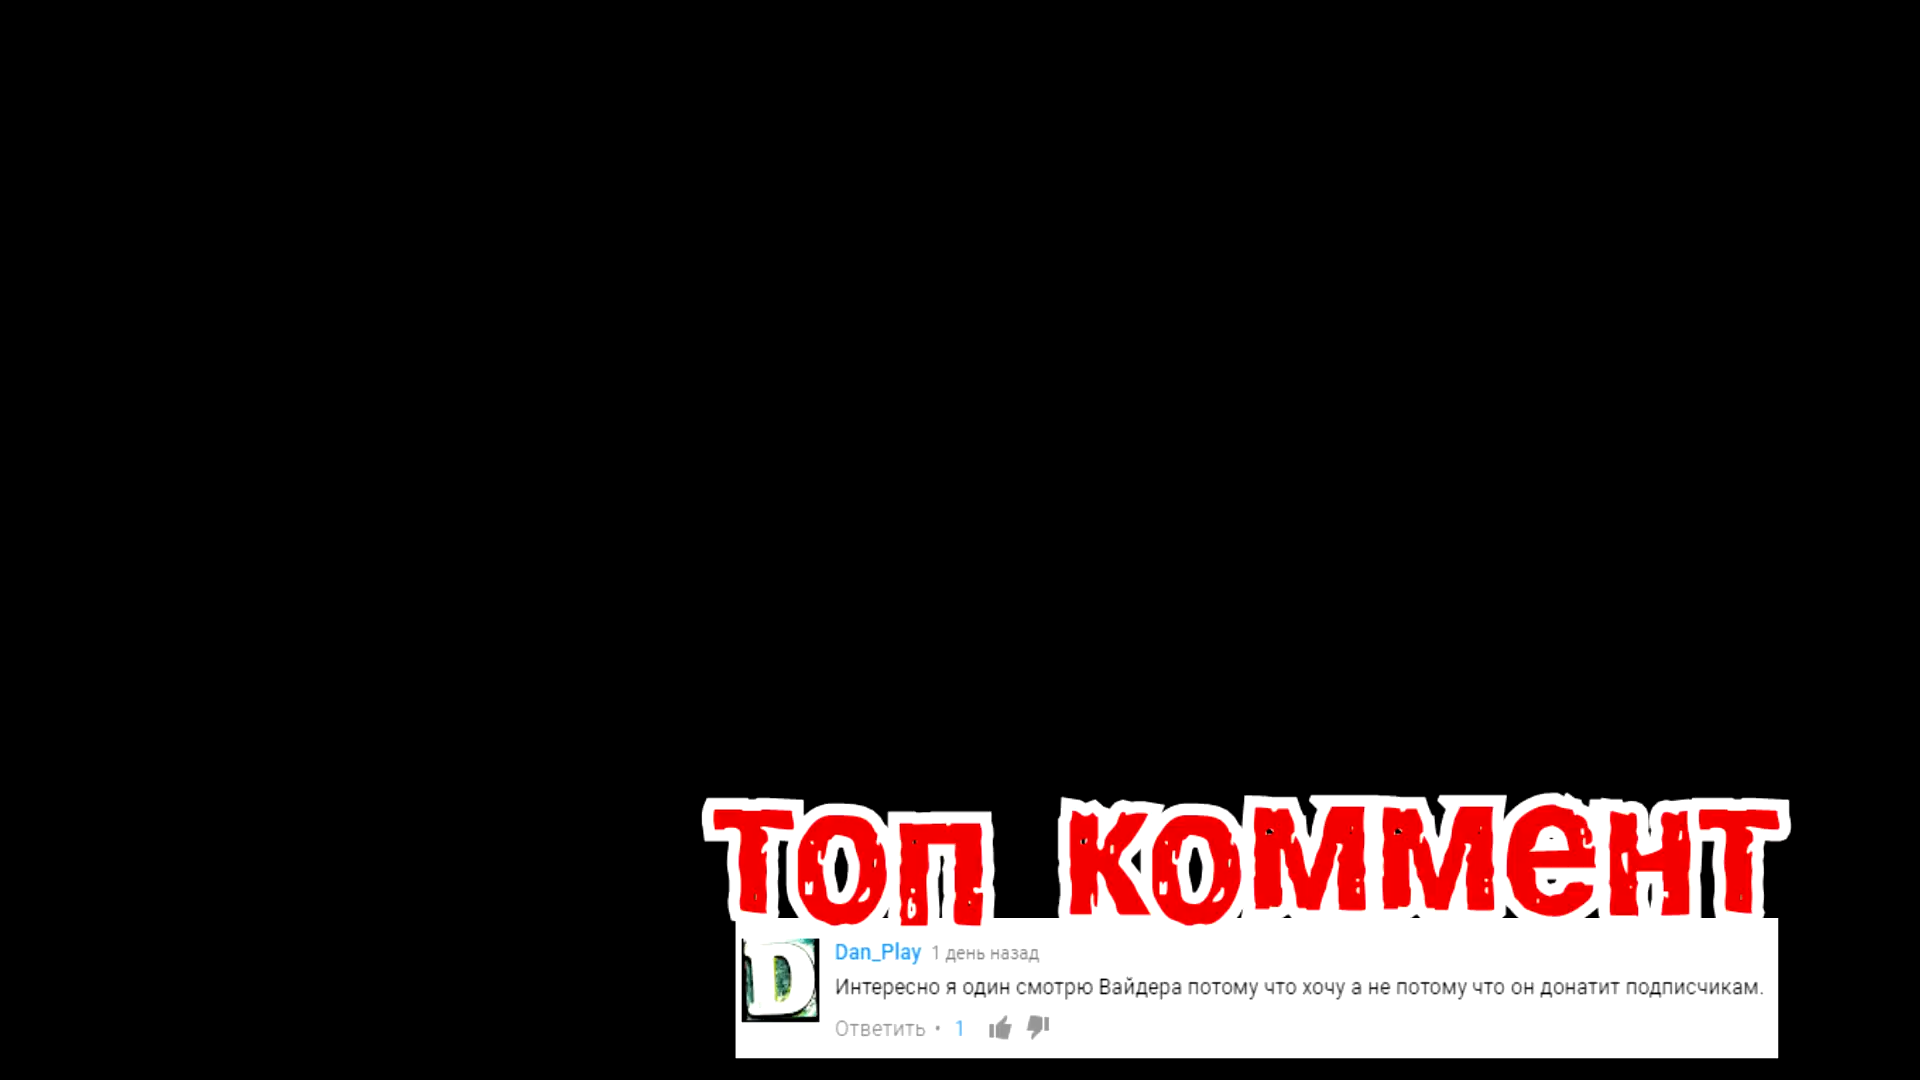 топ коммент
D
Dan_Play 1 день назад
Интересно я один смотрю Вайдера потому что хочу а не потому что он донатит подписчикам.
Ответить • 1